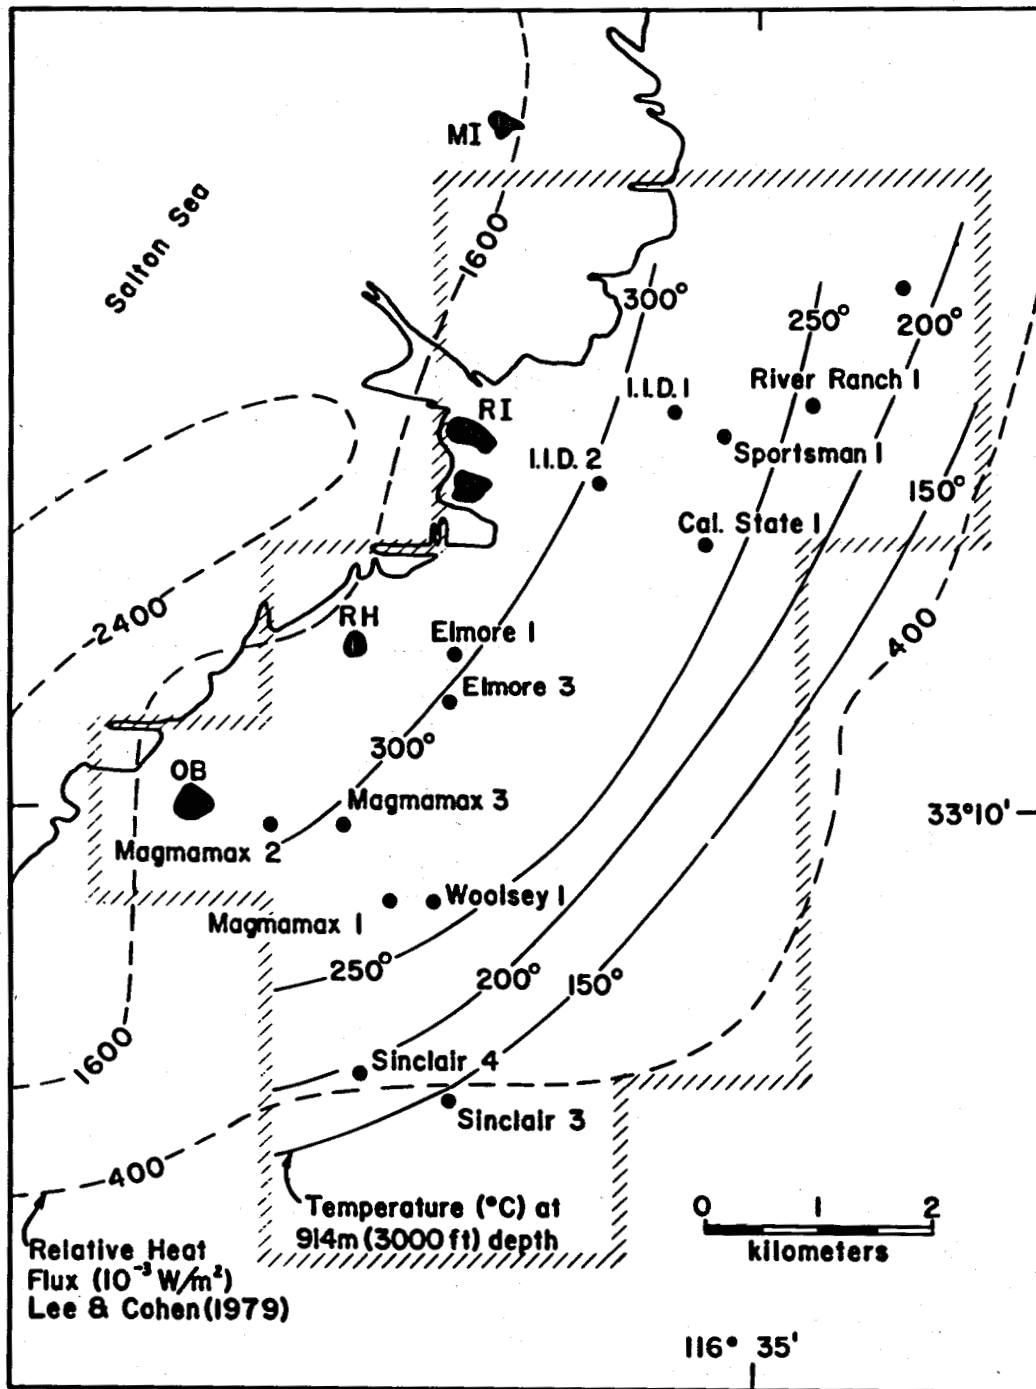 MI
Salton Sea
1600
300°
250°
200°
I.I.D. 1
River Ranch 1
RI
Sportsman 1
I.I.D. 2
150°
Cal. State 1
2400
RH
Elmore 1
400
Elmore 3
300°
OB
Magmamax 3
33°10'
Magmamax 2
Woolsey 1
Magmamax 1
250°
200°
150°
1600
Sinclair 4
Sinclair 3
400
Temperature (°C) at
914m (3000 ft) depth
0 1 2
kilometers
Relative Heat
Flux (10⁻³ W/m²)
Lee & Cohen (1979)
116° 35'